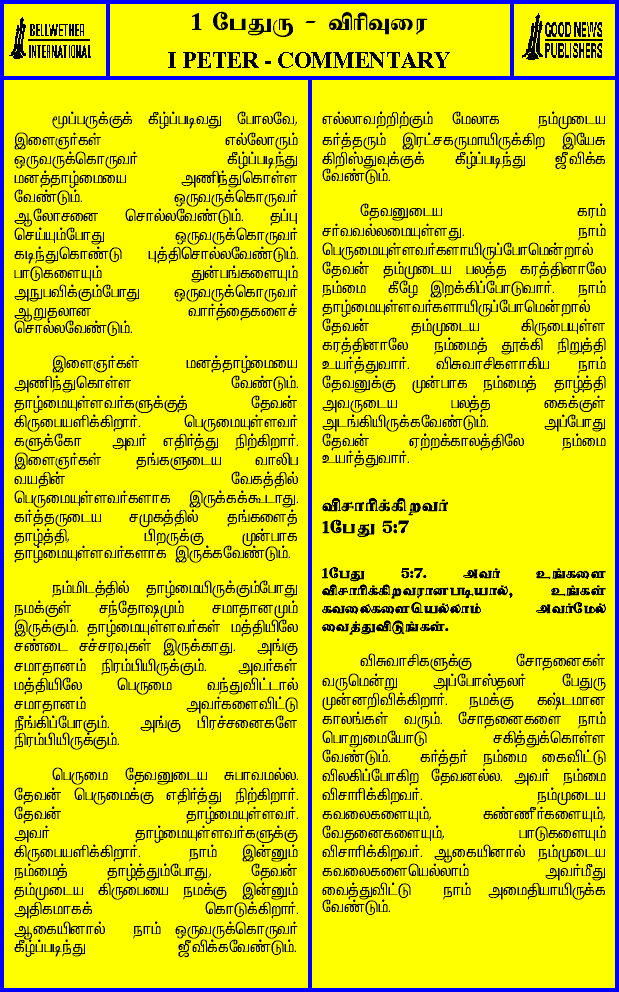 BELLWETHER
INTERNATIONAL
1 பேதுரு - விரிவுரை
I PETER - COMMENTARY
GOOD NEWS
PUBLISHERS
மூப்பருக்குக் கீழ்ப்படிவது போலவே,
இளைஞர்கள் எல்லோரும்
ஒருவருக்கொருவர் கீழ்ப்படிந்து
மனத்தாழ்மையை அணிந்துகொள்ள
வேண்டும். ஒருவருக்கொருவர்
ஆலோசனை சொல்லவேண்டும். தப்பு
செய்யும்போது ஒருவருக்கொருவர்
கடிந்துகொண்டு புத்திசொல்லவேண்டும்.
பாடுகளையும் துன்பங்களையும்
அநுபவிக்கும்போது ஒருவருக்கொருவர்
ஆறுதலான வார்த்தைகளைச்
சொல்லவேண்டும்.
இளைஞர்கள் மனத்தாழ்மையை
அணிந்துகொள்ள வேண்டும்.
தாழ்மையுள்ளவர்களுக்குத் தேவன்
கிருபையளிக்கிறார். பெருமையுள்ளவர்
களுக்கோ அவர் எதிர்த்து நிற்கிறார்.
இளைஞர்கள் தங்களுடைய வாலிப
வயதின் வேகத்தில்
பெருமையுள்ளவர்களாக இருக்கக்கூடாது.
கர்த்தருடைய சமுகத்தில் தங்களைத்
தாழ்த்தி, பிறருக்கு முன்பாக
தாழ்மையுள்ளவர்களாக இருக்கவேண்டும்.
நம்மிடத்தில் தாழ்மையிருக்கும்போது
நமக்குள் சந்தோஷமும் சமாதானமும்
இருக்கும். தாழ்மையுள்ளவர்கள் மத்தியிலே
சண்டை சச்சரவுகள் இருக்காது. அங்கு
சமாதானம் நிரம்பியிருக்கும். அவர்கள்
மத்தியிலே பெருமை வந்துவிட்டால்
சமாதானம் அவர்களைவிட்டு
நீங்கிப்போகும். அங்கு பிரச்சனைகளே
நிரம்பியிருக்கும்.
பெருமை தேவனுடைய சுபாவமல்ல.
தேவன் பெருமைக்கு எதிர்த்து நிற்கிறார்.
தேவன் தாழ்மையுள்ளவர்.
அவர் தாழ்மையுள்ளவர்களுக்கு
கிருபையளிக்கிறார். நாம் இன்னும்
நம்மைத் தாழ்த்தும்போது, தேவன்
தம்முடைய கிருபையை நமக்கு இன்னும்
அதிகமாகக் கொடுக்கிறார்.
ஆகையினால் நாம் ஒருவருக்கொருவர்
கீழ்ப்படிந்து ஜீவிக்கவேண்டும்.
எல்லாவற்றிற்கும் மேலாக நம்முடைய
கர்த்தரும் இரட்சகருமாயிருக்கிற இயேசு
கிறிஸ்துவுக்குக் கீழ்ப்படிந்து ஜீவிக்க
வேண்டும்.
தேவனுடைய கரம்
சர்வவல்லமையுள்ளது. நாம்
பெருமையுள்ளவர்களாயிருப்போமென்றால்
தேவன் தம்முடைய பலத்த கரத்தினாலே
நம்மை கீழே இறக்கிப்போடுவார். நாம்
தாழ்மையுள்ளவர்களாயிருப்போமென்றால்
தேவன் தம்முடைய கிருபையுள்ள
கரத்தினாலே நம்மைத் தூக்கி நிறுத்தி
உயர்த்துவார். விசுவாசிகளாகிய நாம்
தேவனுக்கு முன்பாக நம்மைத் தாழ்த்தி
அவருடைய பலத்த கைக்குள்
அடங்கியிருக்கவேண்டும். அப்போது
தேவன் ஏற்றக்காலத்திலே நம்மை
உயர்த்துவார்.
விசாரிக்கிறவர்
1பேது 5:7
1பேது 5:7. அவர் உங்களை
விசாரிக்கிறவரானபடியால், உங்கள்
கவலைகளையெல்லாம் அவர்மேல்
வைத்துவிடுங்கள்.
விசுவாசிகளுக்கு சோதனைகள்
வருமென்று அப்போஸ்தலர் பேதுரு
முன்னறிவிக்கிறார். நமக்கு கஷ்டமான
காலங்கள் வரும். சோதனைகளை நாம்
பொறுமையோடு சகித்துக்கொள்ள
வேண்டும். கர்த்தர் நம்மை கைவிட்டு
விலகிப்போகிற தேவனல்ல. அவர் நம்மை
விசாரிக்கிறவர். நம்முடைய
கவலைகளையும், கண்ணீர்களையும்,
வேதனைகளையும், பாடுகளையும்
விசாரிக்கிறவர். ஆகையினால் நம்முடைய
கவலைகளையெல்லாம் அவர்மீது
வைத்துவிட்டு நாம் அமைதியாயிருக்க
வேண்டும்.